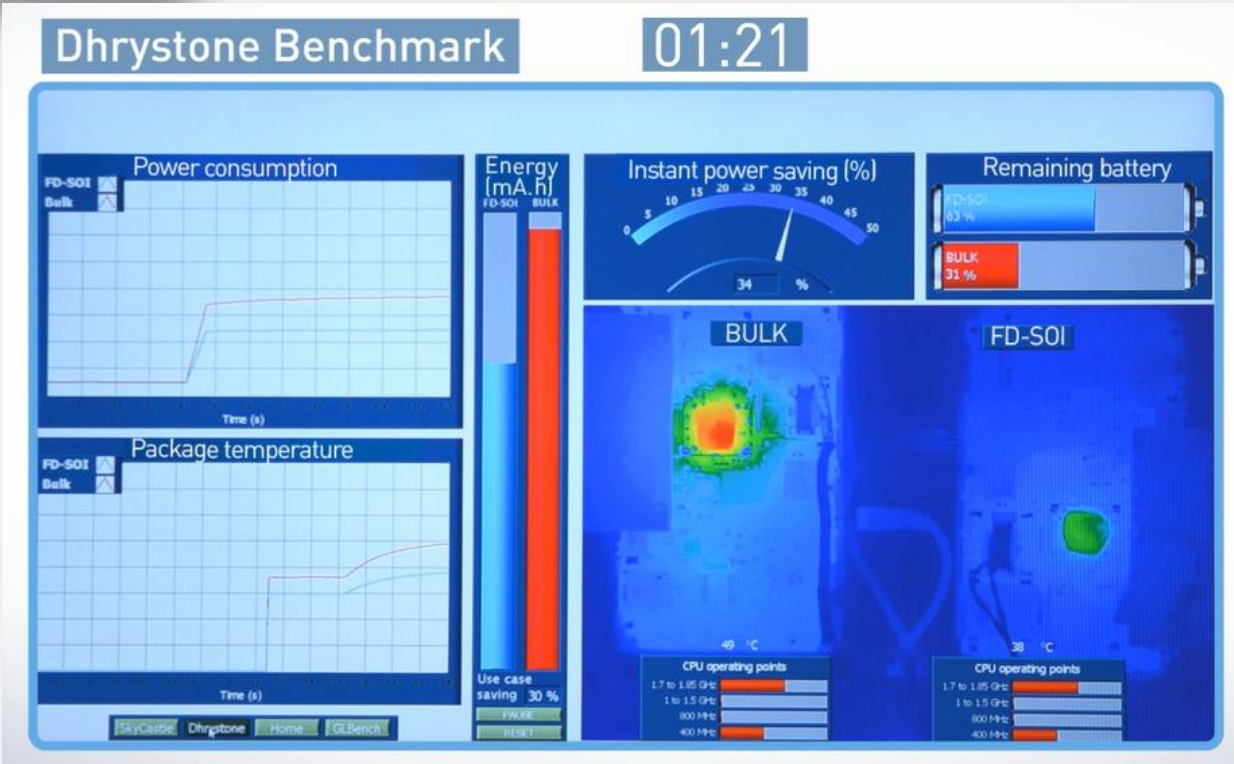 Dhrystone Benchmark
01:21
Power consumption
FD-SOI
Bulk
Time (s)
Package temperature
FD-SOI
Bulk
Time (s)
SkyCastle Dhrystone Home GLBench
Energy
(mA.h)
FD-SOI BULK
Use case
saving 30 %
PAUSE
RESET
Instant power saving (%)
0 5 10 15 20 25 30 35 40 45 50
34 %
Remaining battery
FD-SOI
63 %
BULK
31 %
BULK
49 °C
CPU operating points
1.7 to 1.85 GHz
1 to 1.5 GHz
800 MHz
400 MHz
FD-SOI
38 °C
CPU operating points
1.7 to 1.85 GHz
1 to 1.5 GHz
800 MHz
400 MHz